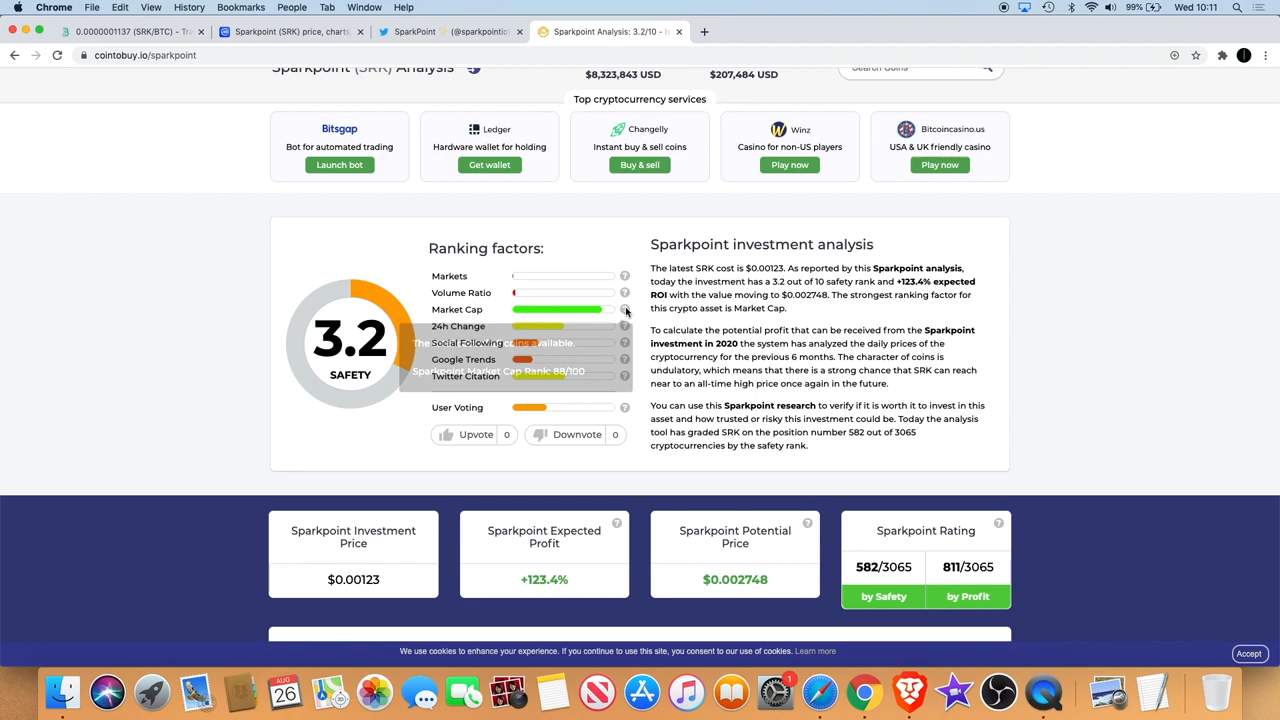 Chrome File Edit View History Bookmarks People Tab Window Help 99% Wed 10:11
0.0000001137 (SRK/BTC) - Tra Sparkpoint (SRK) price, charts, SparkPoint (@sparkpointio) Sparkpoint Analysis: 3.2/10 - Is
cointobuy.io/sparkpoint
Sparkpoint (SRK) Analysis Search Coins
$8,323,843 USD $207,484 USD
Top cryptocurrency services
Bitsgap Ledger Changelly Winz Bitcoincasino.us
Bot for automated trading Hardware wallet for holding Instant buy & sell coins Casino for non-US players USA & UK friendly casino
Launch bot Get wallet Buy & sell Play now Play now
Ranking factors:
Markets
Volume Ratio
Market Cap
24h Change
Social Following
Google Trends
Twitter Citation
coins available.
Sparkpoint Market Cap Rank: 88/100
User Voting
Upvote 0 Downvote 0
3.2
SAFETY
Sparkpoint investment analysis
The latest SRK cost is $0.00123. As reported by this Sparkpoint analysis,
today the investment has a 3.2 out of 10 safety rank and +123.4% expected
ROI with the value moving to $0.002748. The strongest ranking factor for
this crypto asset is Market Cap.
To calculate the potential profit that can be received from the Sparkpoint
investment in 2020 the system has analyzed the daily prices of the
cryptocurrency for the previous 6 months. The character of coins is
undulatory, which means that there is a strong chance that SRK can reach
near to an all-time high price once again in the future.
You can use this Sparkpoint research to verify if it is worth it to invest in this
asset and how trusted or risky this investment could be. Today the analysis
tool has graded SRK on the position number 582 out of 3065
cryptocurrencies by the safety rank.
Sparkpoint Investment
Price
$0.00123
Sparkpoint Expected
Profit
+123.4%
Sparkpoint Potential
Price
$0.002748
Sparkpoint Rating
582/3065 811/3065
by Safety by Profit
We use cookies to enhance your experience. If you continue to use this site, you consent to our use of cookies. Learn more
Accept
AUG
26
1